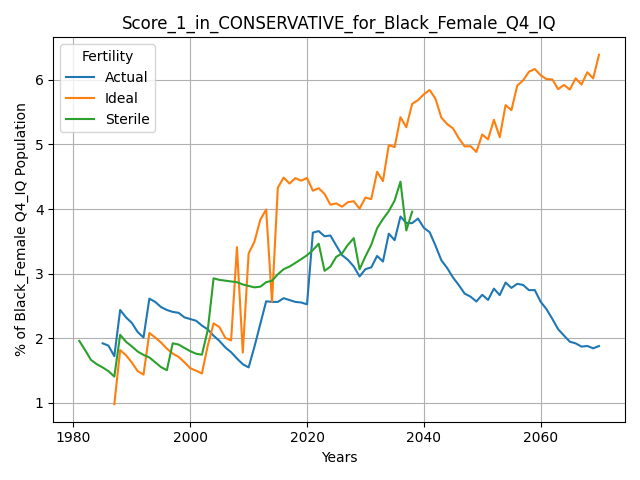 Score_1_in_CONSERVATIVE_for_Black_Female_Q4_IQ
% of Black_Female Q4_IQ Population
6
5
4
3
2
1
Fertility
Actual
Ideal
Sterile
1980 2000 2020 2040 2060
Years